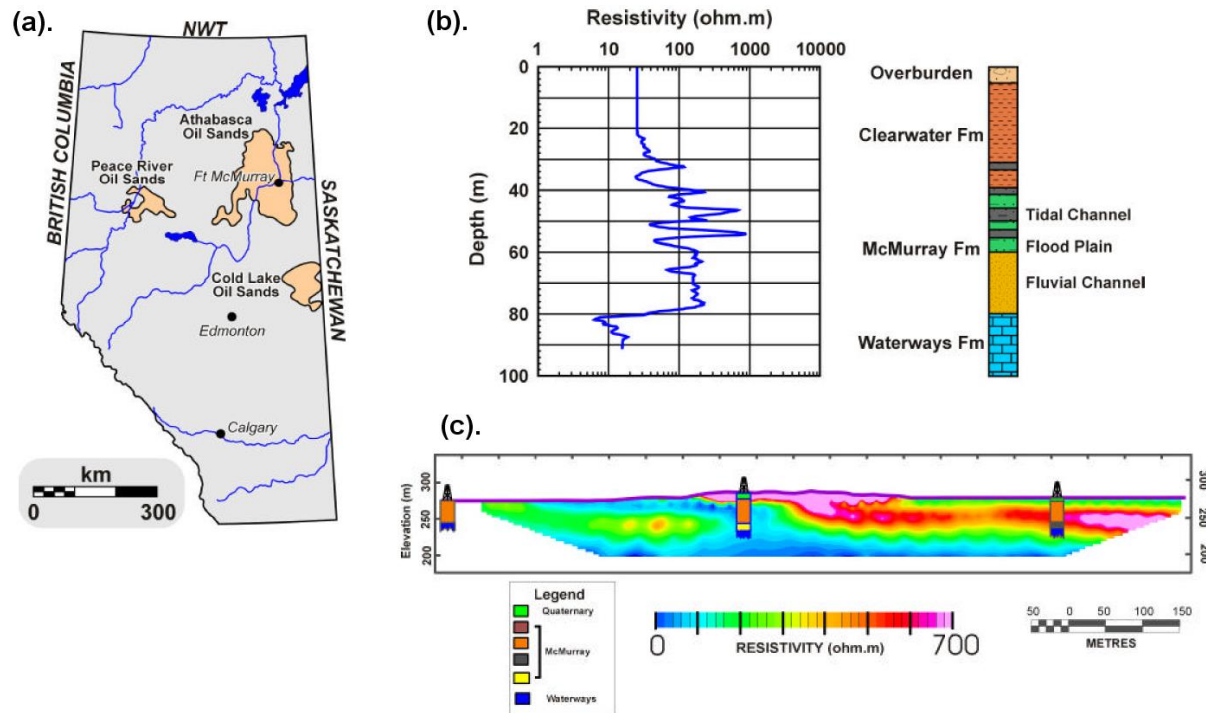 (a).
NWT
BRITISH COLUMBIA
SASKATCHEWAN
Athabasca
Oil Sands
Peace River
Oil Sands
Ft McMurray
Cold Lake
Oil Sands
Edmonton
Calgary
km
0 300
(b).
Resistivity (ohm.m)
1 10 100 1000 10000
Depth (m)
0
20
40
60
80
100
Overburden
Clearwater Fm
McMurray Fm
Waterways Fm
Tidal Channel
Flood Plain
Fluvial Channel
(c).
Elevation (m)
300
250
200
300
250
200
Legend
Quaternary
McMurray
Waterways
0 RESISTIVITY (ohm.m) 700
50 0 50 100 150
METRES